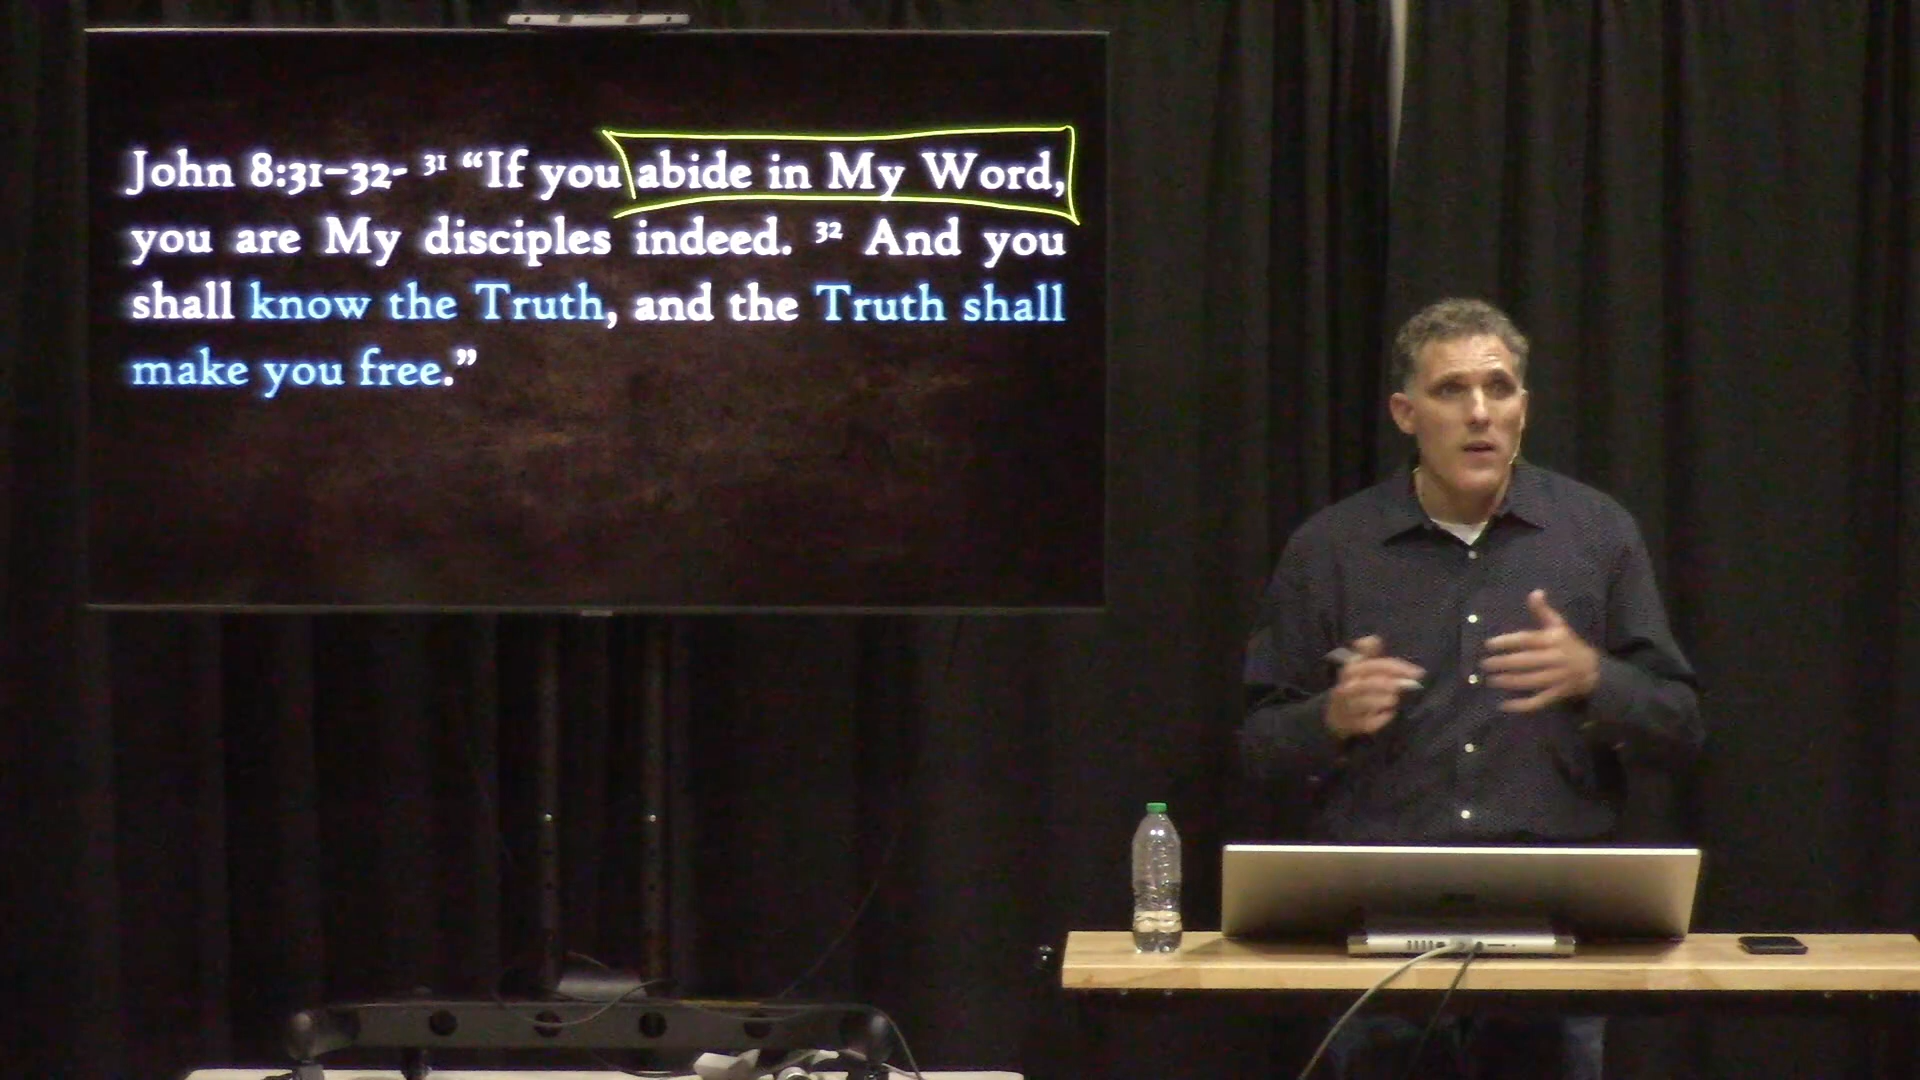 John 8:31–32- ³¹ “If you abide in My Word,
you are My disciples indeed. ³² And you
shall know the Truth, and the Truth shall
make you free.”